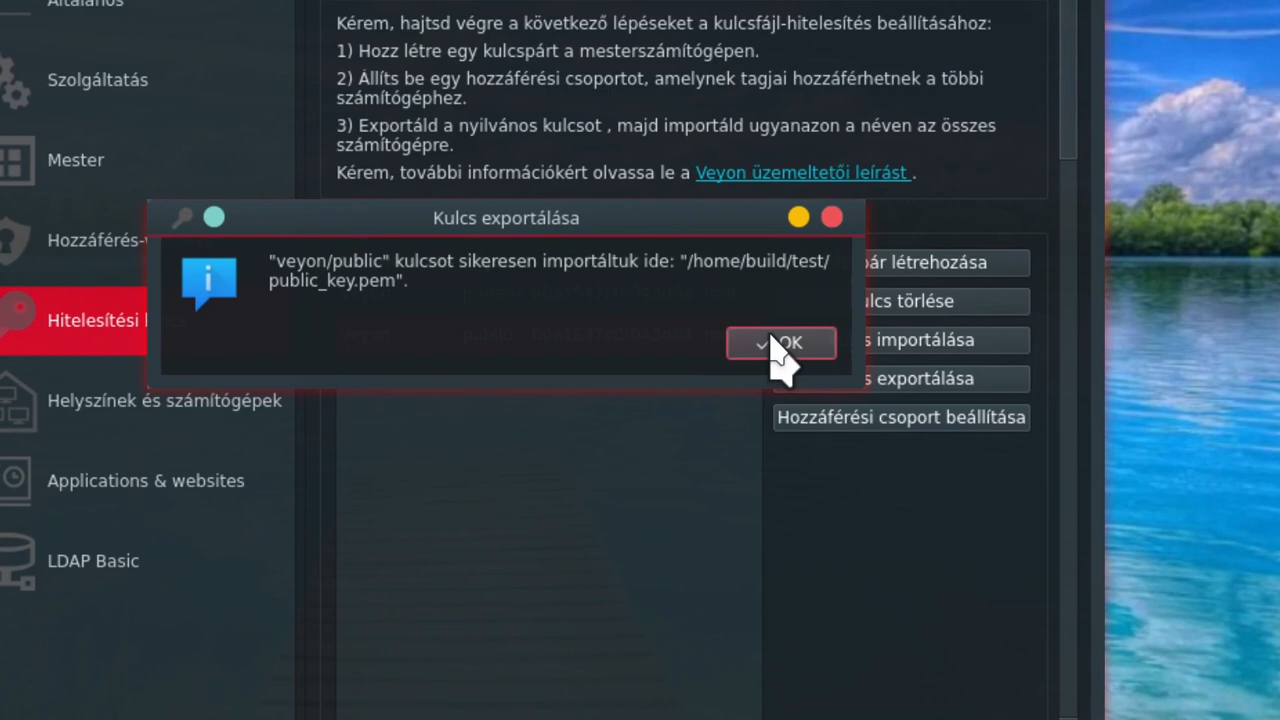 Általános
Kérem, hajtsd végre a következő lépéseket a kulcsfájl-hitelesítés beállításához:
1) Hozz létre egy kulcspárt a mesterszámítógépen.
Szolgáltatás
2) Állíts be egy hozzáférési csoportot, amelynek tagjai hozzáférhetnek a többi
számítógéphez.
3) Exportáld a nyilvános kulcsot , majd importáld ugyanazon a néven az összes
számítógépre.
Mester
Kérem, további információkért olvassa le a Veyon üzemeltetői leírást .
Kulcs exportálása
Hozzáférés-
"veyon/public" kulcsot sikeresen importáltuk ide: "/home/build/test/
public_key.pem".
létrehozása
törlése
Hitelesítési
OK
importálása
exportálása
Helyszínek és számítógépek
Hozzáférési csoport beállítása
Applications & websites
LDAP Basic